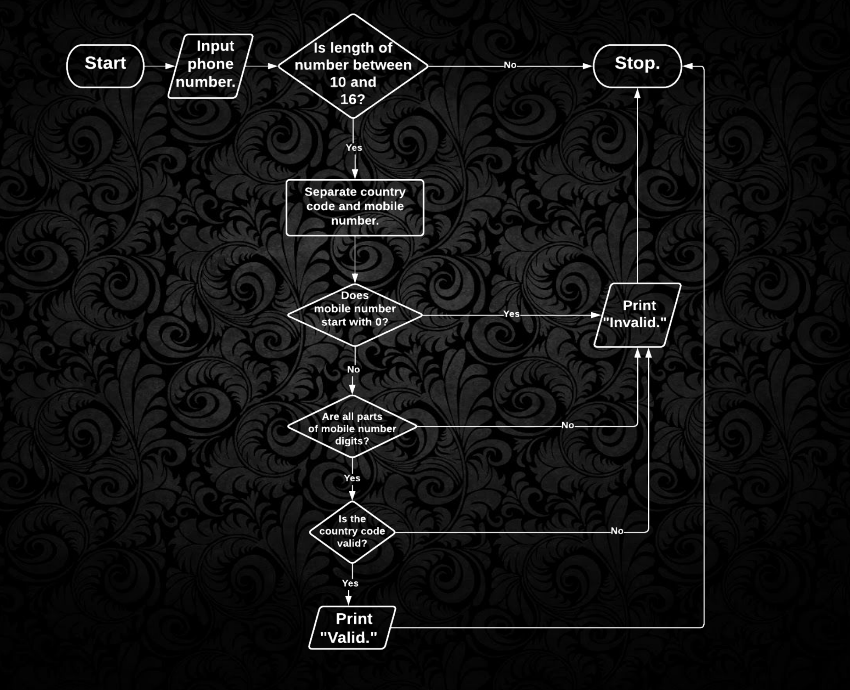 Start
Input
phone
number.
Is length of
number between
10 and
16?
No
Stop.
Yes
Separate country
code and mobile
number.
Does
mobile number
start with 0?
Yes
Print
"Invalid."
No
Are all parts
of mobile number
digits?
No
Yes
Is the
country code
valid?
No
Yes
Print
"Valid."